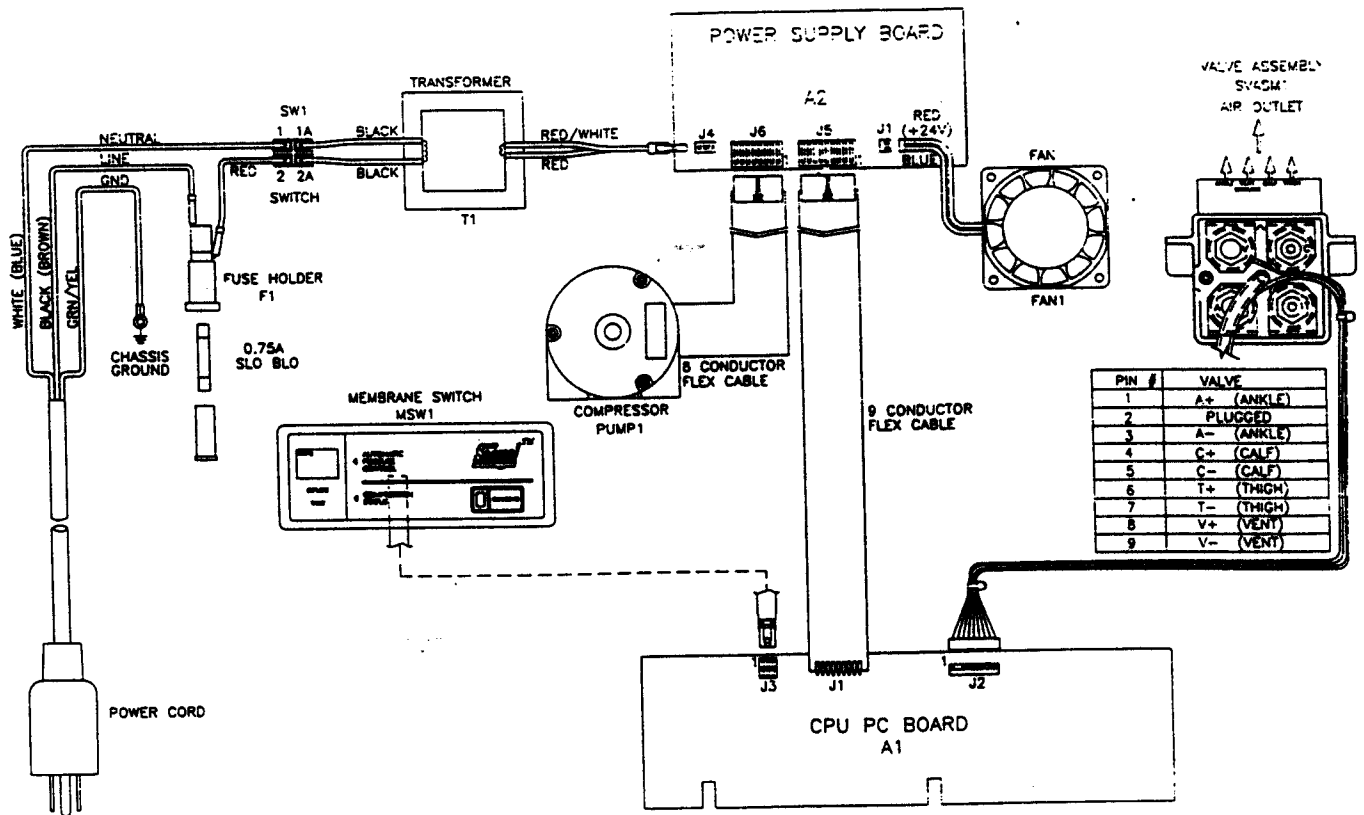 POWER SUPPLY BOARD
A2
VALVE ASSEMBLY
SVASM1
AIR OUTLET
TRANSFORMER
SW1
1 1A
2 2A
SWITCH
NEUTRAL
LINE
GND
RED
BLACK
BLACK
T1
RED/WHITE
RED
J4
J6
J5
J1
RED
(+24V)
BLUE
FAN
FAN1
WHITE (BLUE)
BLACK (BROWN)
GRN/YEL
CHASSIS
GROUND
FUSE HOLDER
F1
0.75A
SLO BLO
8 CONDUCTOR
FLEX CABLE
COMPRESSOR
PUMP1
MEMBRANE SWITCH
MSW1
9 CONDUCTOR
FLEX CABLE
PIN # VALVE
1 A+ (ANKLE)
2 PLUGGED
3 A- (ANKLE)
4 C+ (CALF)
5 C- (CALF)
6 T+ (THIGH)
7 T- (THIGH)
8 V+ (VENT)
9 V- (VENT)
POWER CORD
1
J3
J1
1
J2
CPU PC BOARD
A1